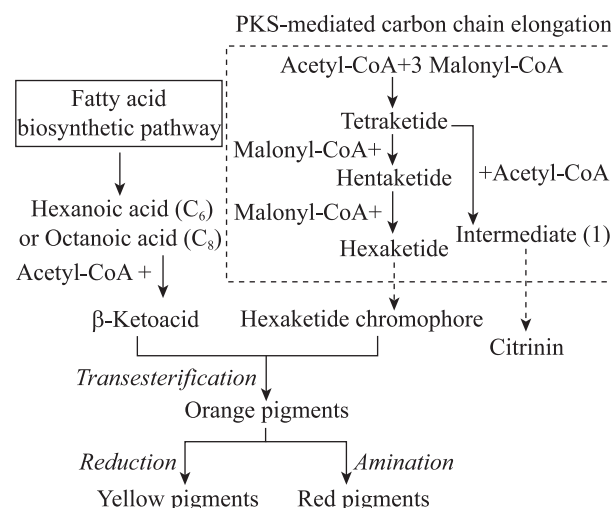 PKS-mediated carbon chain elongation
Acetyl-CoA+3 Malonyl-CoA
Fatty acid
biosynthetic pathway
Tetraketide
Malonyl-CoA+
+Acetyl-CoA
Hentaketide
Malonyl-CoA+
Hexanoic acid (C₆)
or Octanoic acid (C₈)
Hexaketide
Intermediate (1)
Acetyl-CoA +
β-Ketoacid
Hexaketide chromophore
Citrinin
Transesterification
Orange pigments
Reduction
Amination
Yellow pigments
Red pigments